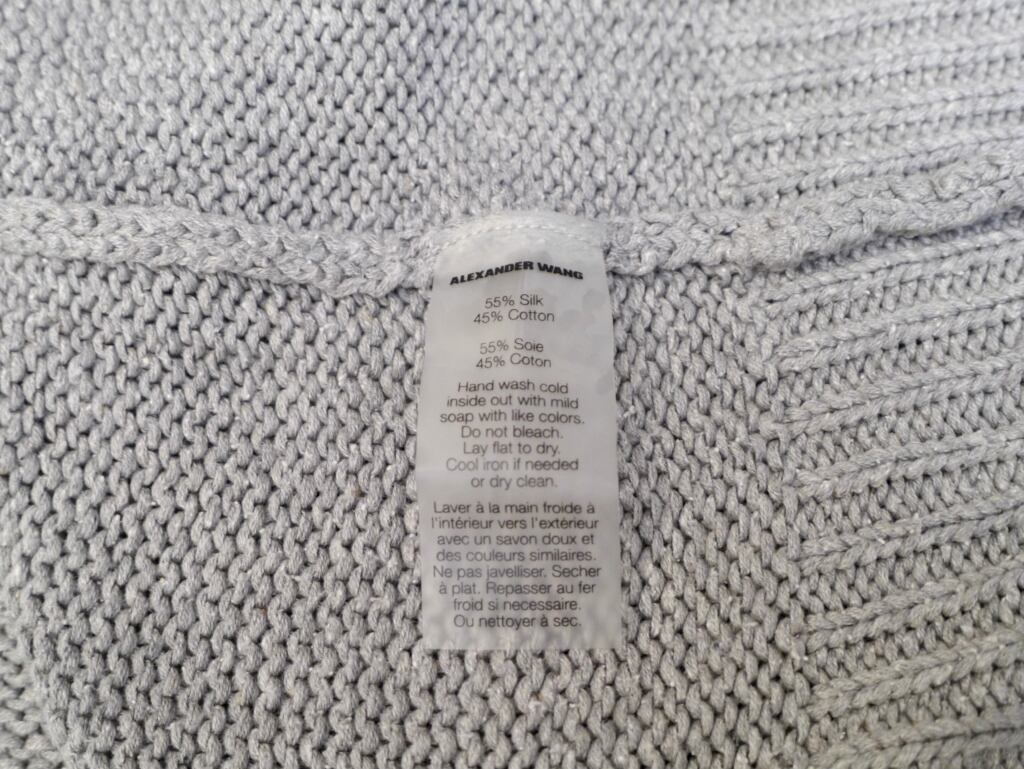 ALEXANDER WANG
55% Silk
45% Cotton
55% Soie
45% Coton
Hand wash cold
inside out with mild
soap with like colors.
Do not bleach.
Lay flat to dry.
Cool iron if needed
or dry clean.
Laver à la main froide à
l'intérieur vers l'extérieur
avec un savon doux et
des couleurs similaires.
Ne pas javelliser. Secher
à plat. Repasser au fer
froid si necessaire.
Ou nettoyer à sec.